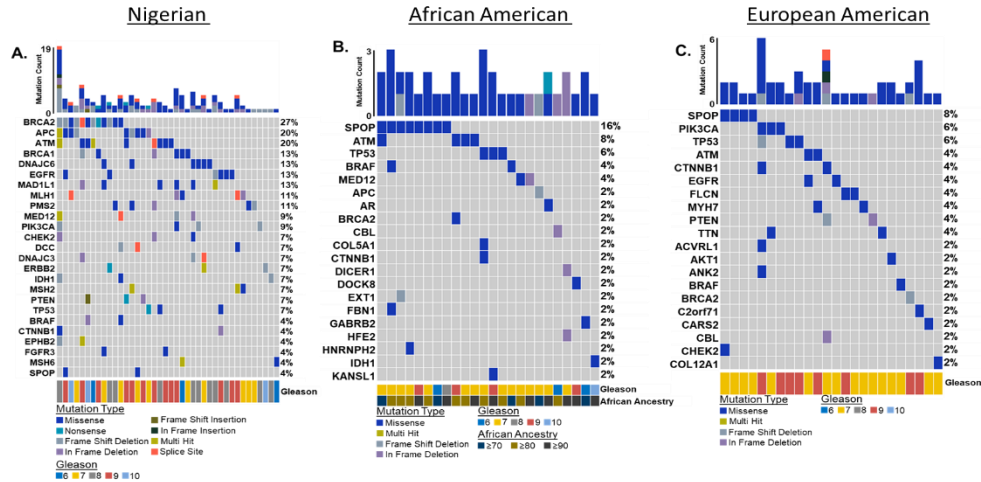 Nigerian
African American
European American
A.
19
0
Mutation Count
BRCA2 27%
APC 20%
ATM 20%
BRCA1 13%
DNAJC6 13%
EGFR 13%
MAD1L1 13%
MLH1 11%
PMS2 11%
MED12 9%
PIK3CA 9%
CHEK2 7%
DCC 7%
DNAJC3 7%
ERBB2 7%
IDH1 7%
MSH2 7%
PTEN 7%
TP53 7%
BRAF 4%
CTNNB1 4%
EPHB2 4%
FGFR3 4%
MSH6 4%
SPOP 4%
Gleason
Mutation Type
Missense
Nonsense
Frame Shift Deletion
In Frame Deletion
Frame Shift Insertion
In Frame Insertion
Multi Hit
Splice Site
Gleason
6 7 8 9 10
B.
3
0
Mutation Count
SPOP 16%
ATM 8%
TP53 6%
BRAF 4%
MED12 4%
APC 2%
AR 2%
BRCA2 2%
CBL 2%
COL5A1 2%
CTNNB1 2%
DICER1 2%
DOCK8 2%
EXT1 2%
FBN1 2%
GABRB2 2%
HFE2 2%
HNRNPH2 2%
IDH1 2%
KANSL1 2%
Gleason
African Ancestry
Mutation Type
Missense
Multi Hit
Frame Shift Deletion
In Frame Deletion
Gleason
6 7 8 9 10
African Ancestry
≥70 ≥80 ≥90
C.
6
0
Mutation Count
SPOP 8%
PIK3CA 6%
TP53 6%
ATM 4%
CTNNB1 4%
EGFR 4%
FLCN 4%
MYH7 4%
PTEN 4%
TTN 4%
ACVRL1 2%
AKT1 2%
ANK2 2%
BRAF 2%
BRCA2 2%
C2orf71 2%
CARS2 2%
CBL 2%
CHEK2 2%
COL12A1 2%
Gleason
Mutation Type
Missense
Multi Hit
Frame Shift Deletion
In Frame Deletion
Gleason
6 7 8 9 10